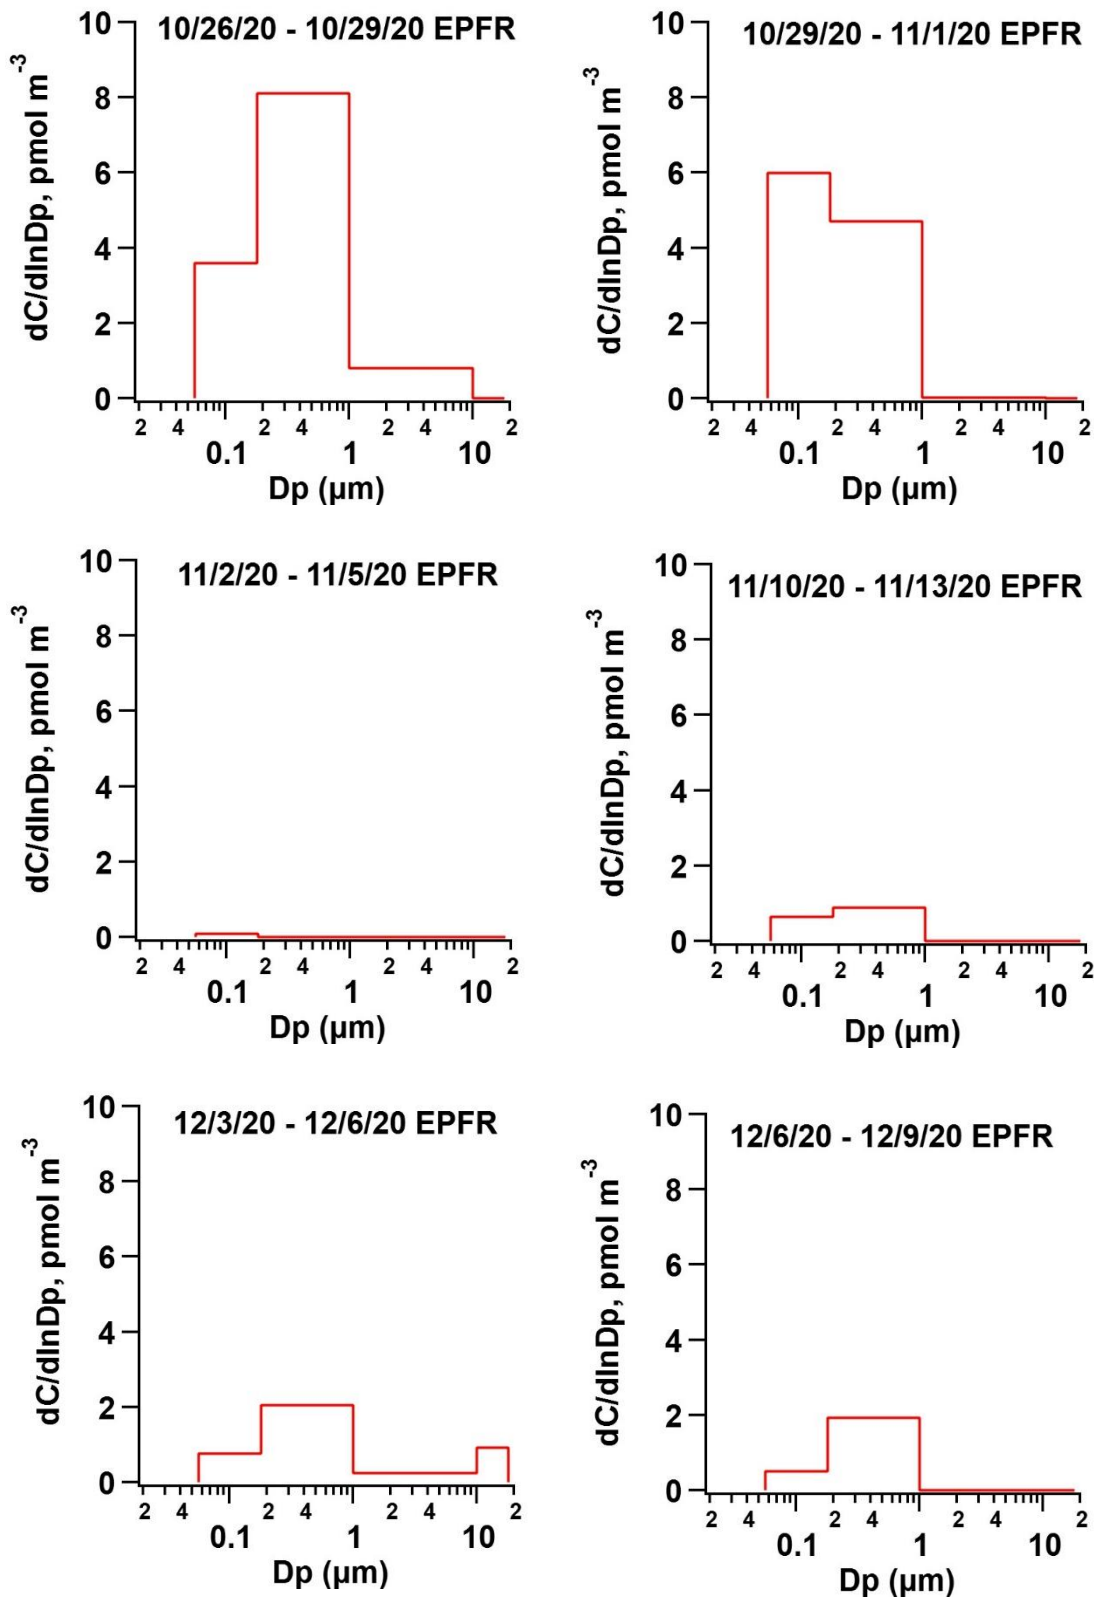 10/26/20 - 10/29/20 EPFR
dC/dlnDp, pmol m⁻³
10
8
6
4
2
0
2 4 2 4 2 4 2
0.1 1 10
Dp (µm)
10/29/20 - 11/1/20 EPFR
dC/dlnDp, pmol m⁻³
10
8
6
4
2
0
2 4 2 4 2 4 2
0.1 1 10
Dp (µm)
11/2/20 - 11/5/20 EPFR
dC/dlnDp, pmol m⁻³
10
8
6
4
2
0
2 4 2 4 2 4 2
0.1 1 10
Dp (µm)
11/10/20 - 11/13/20 EPFR
dC/dlnDp, pmol m⁻³
10
8
6
4
2
0
2 4 2 4 2 4 2
0.1 1 10
Dp (µm)
12/3/20 - 12/6/20 EPFR
dC/dlnDp, pmol m⁻³
10
8
6
4
2
0
2 4 2 4 2 4 2
0.1 1 10
Dp (µm)
12/6/20 - 12/9/20 EPFR
dC/dlnDp, pmol m⁻³
10
8
6
4
2
0
2 4 2 4 2 4 2
0.1 1 10
Dp (µm)